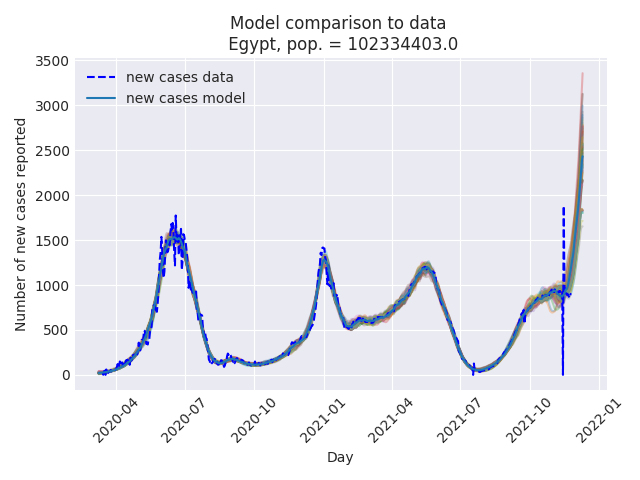 Model comparison to data
Egypt, pop. = 102334403.0
new cases data
new cases model
Number of new cases reported
3500
3000
2500
2000
1500
1000
500
0
2020-04
2020-07
2020-10
2021-01
2021-04
2021-07
2021-10
2022-01
Day